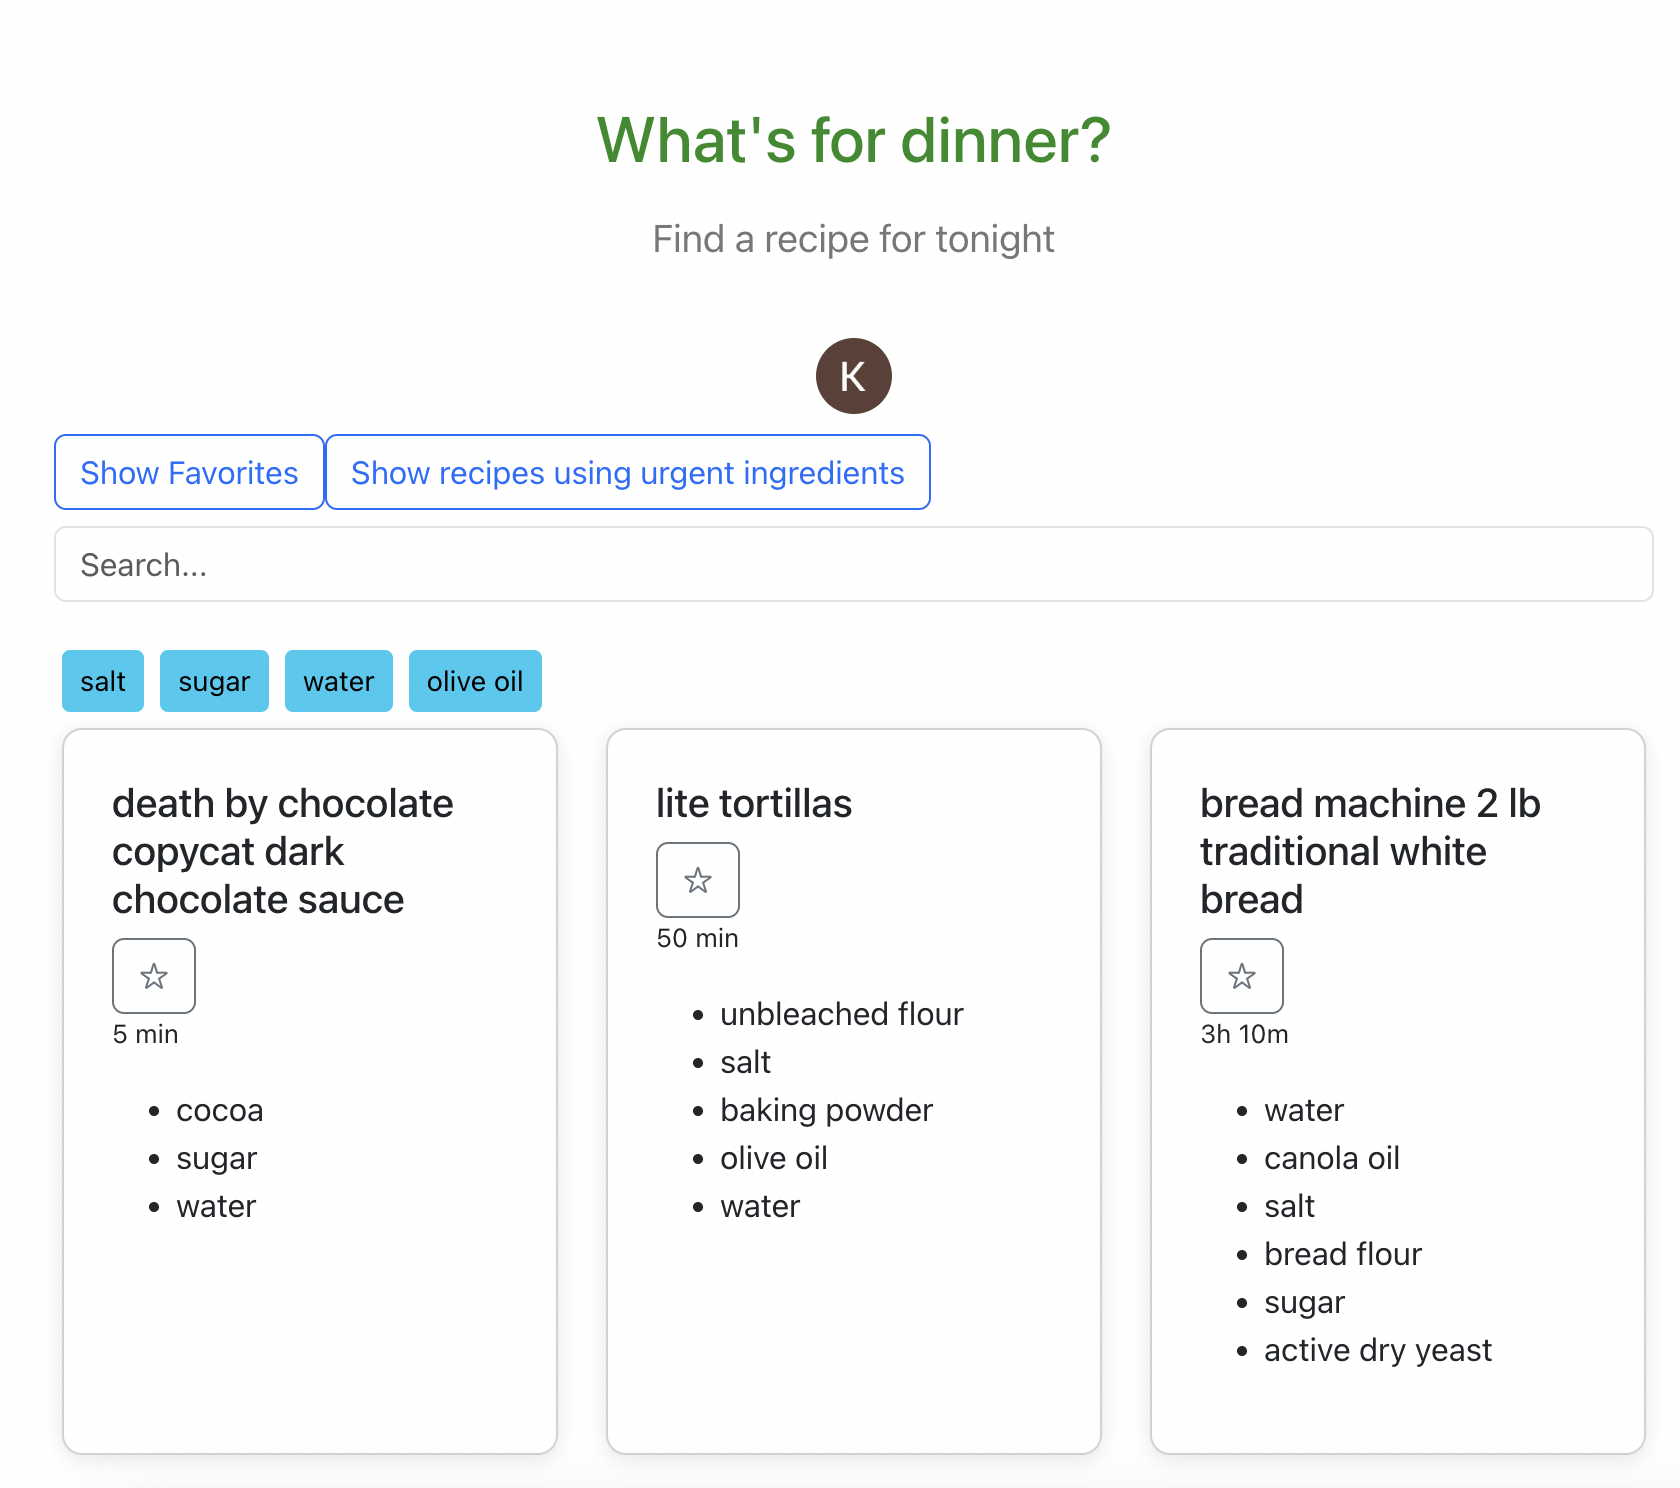 What's for dinner?
Find a recipe for tonight
K
Show Favorites
Show recipes using urgent ingredients
Search...
salt
sugar
water
olive oil
death by chocolate
copycat dark
chocolate sauce
☆
5 min
• cocoa
• sugar
• water
lite tortillas
☆
50 min
• unbleached flour
• salt
• baking powder
• olive oil
• water
bread machine 2 lb
traditional white
bread
☆
3h 10m
• water
• canola oil
• salt
• bread flour
• sugar
• active dry yeast